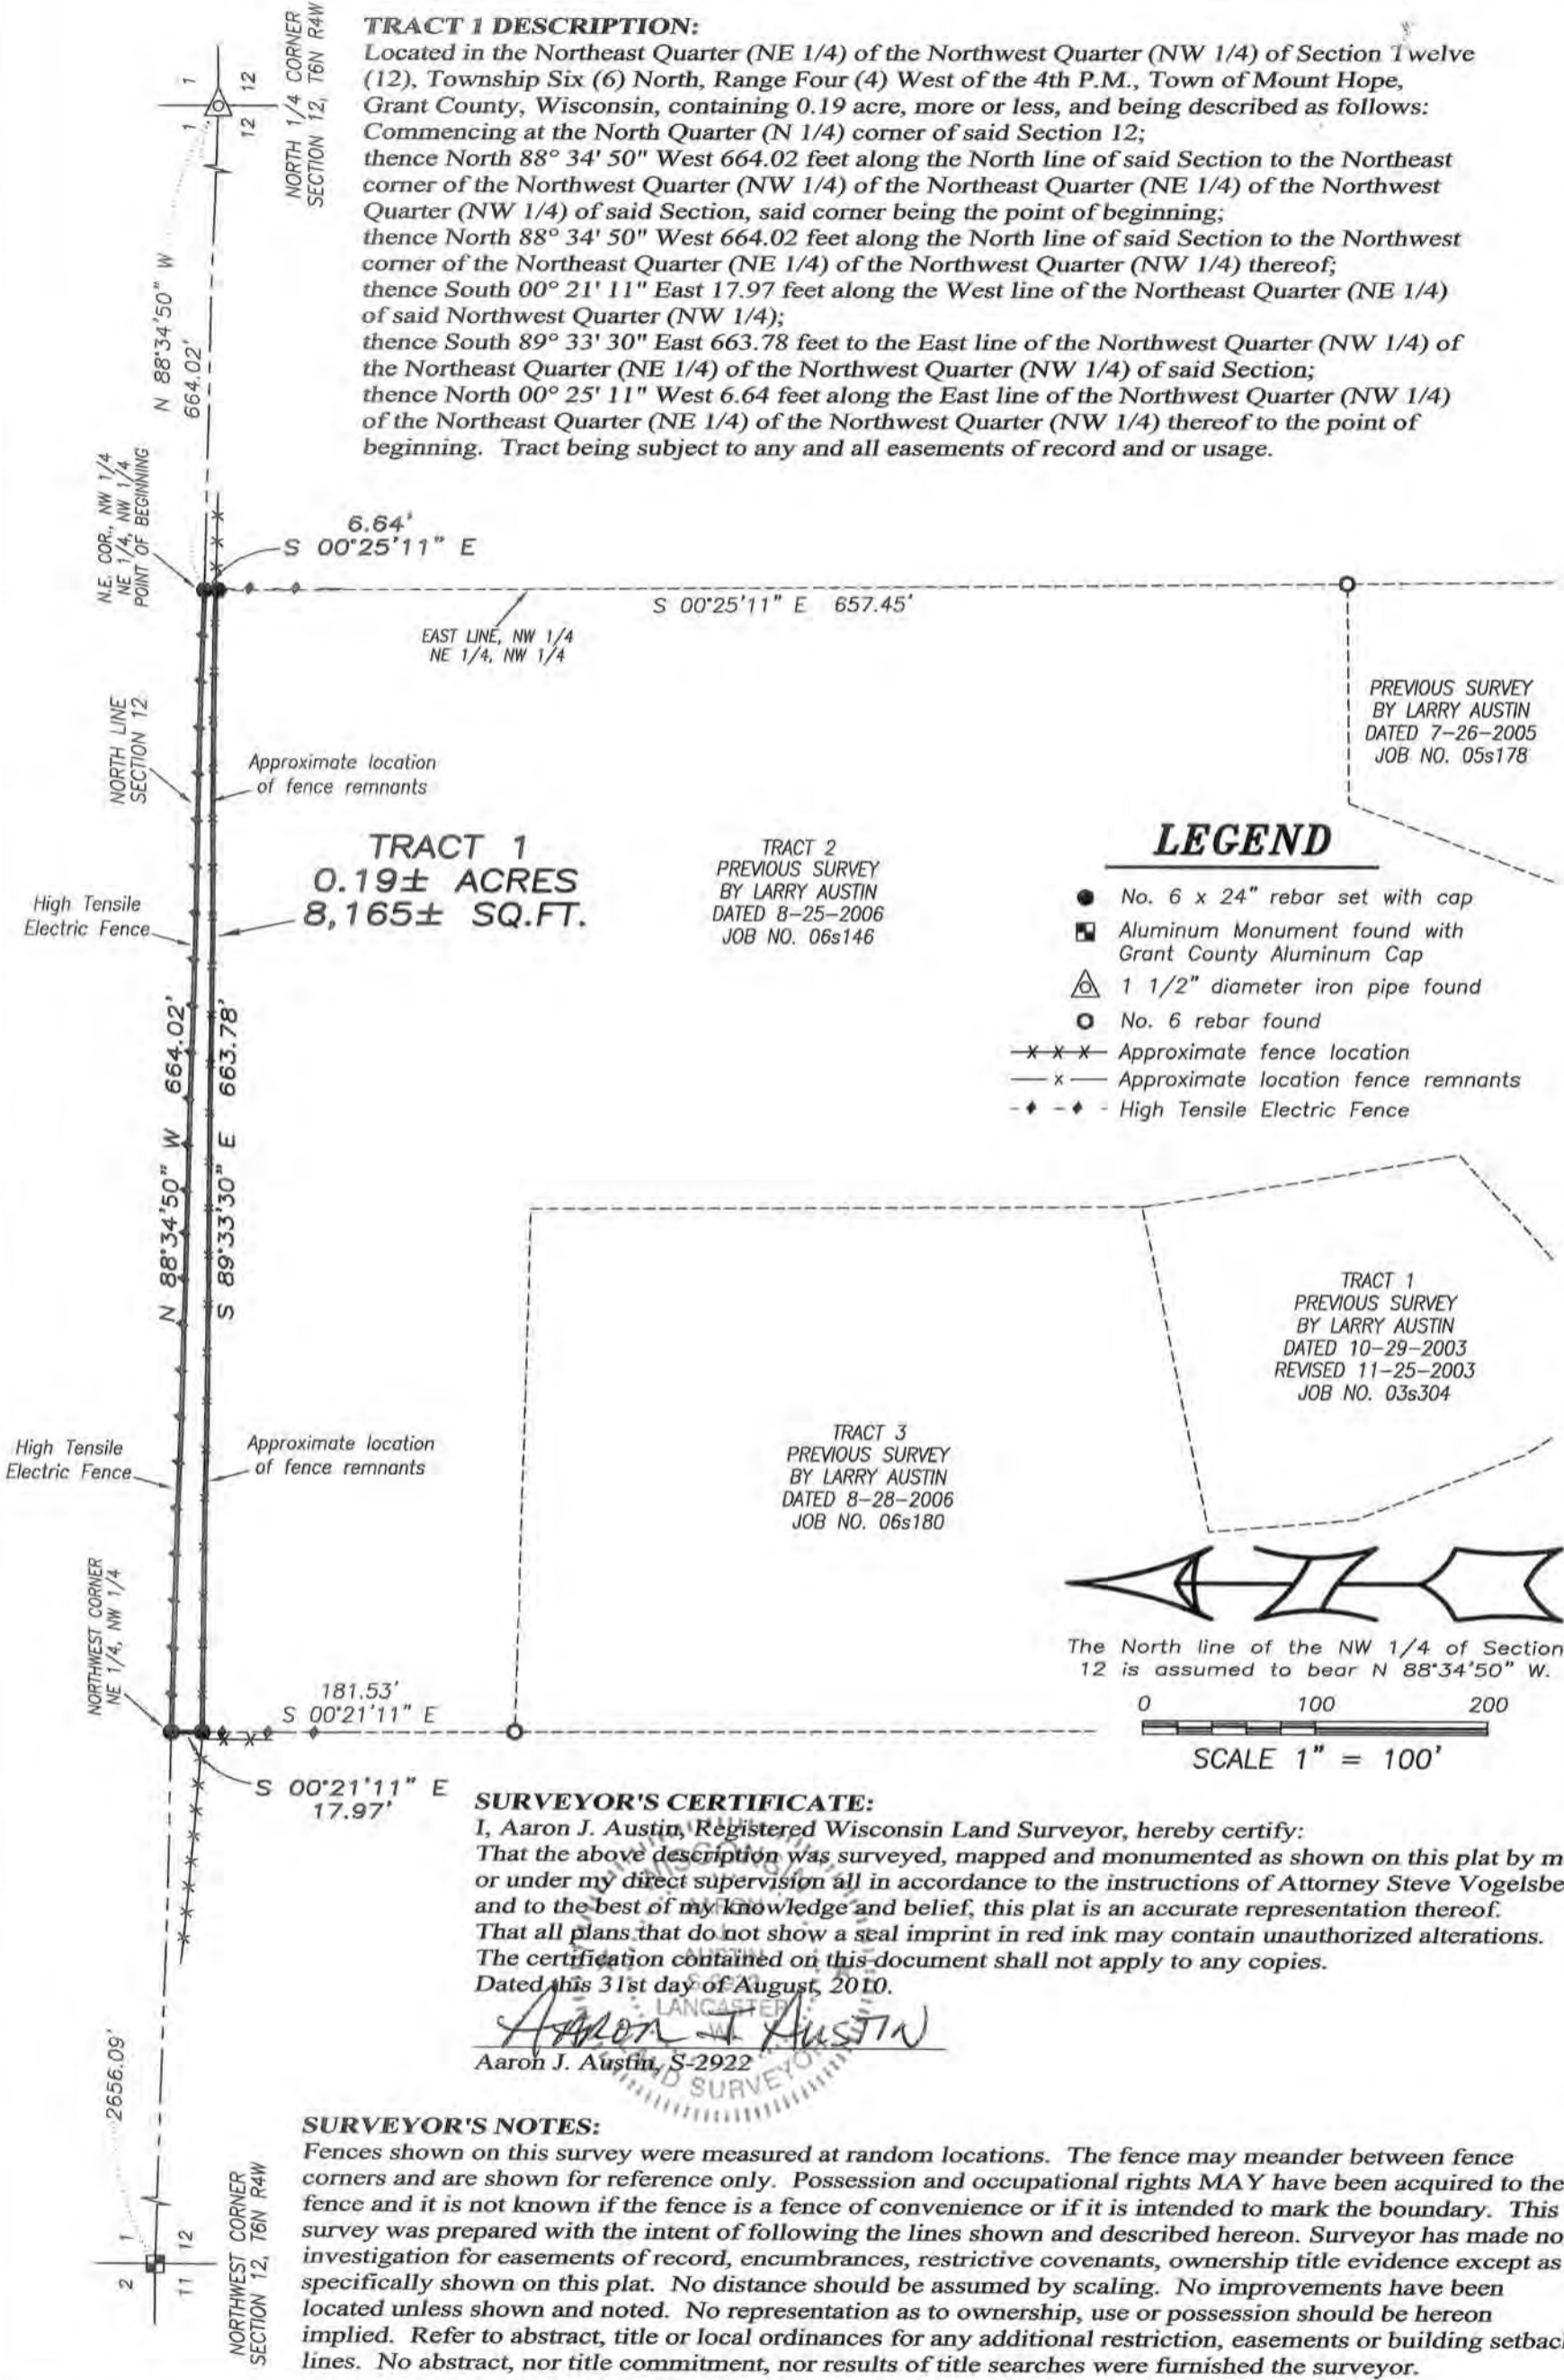 TRACT 1 DESCRIPTION:
Located in the Northeast Quarter (NE 1/4) of the Northwest Quarter (NW 1/4) of Section Twelve
(12), Township Six (6) North, Range Four (4) West of the 4th P.M., Town of Mount Hope,
Grant County, Wisconsin, containing 0.19 acre, more or less, and being described as follows:
Commencing at the North Quarter (N 1/4) corner of said Section 12;
thence North 88° 34' 50" West 664.02 feet along the North line of said Section to the Northeast
corner of the Northwest Quarter (NW 1/4) of the Northeast Quarter (NE 1/4) of the Northwest
Quarter (NW 1/4) of said Section, said corner being the point of beginning;
thence North 88° 34' 50" West 664.02 feet along the North line of said Section to the Northwest
corner of the Northeast Quarter (NE 1/4) of the Northwest Quarter (NW 1/4) thereof;
thence South 00° 21' 11" East 17.97 feet along the West line of the Northeast Quarter (NE 1/4)
of said Northwest Quarter (NW 1/4);
thence South 89° 33' 30" East 663.78 feet to the East line of the Northwest Quarter (NW 1/4) of
the Northeast Quarter (NE 1/4) of the Northwest Quarter (NW 1/4) of said Section;
thence North 00° 25' 11" West 6.64 feet along the East line of the Northwest Quarter (NW 1/4)
of the Northeast Quarter (NE 1/4) of the Northwest Quarter (NW 1/4) thereof to the point of
beginning. Tract being subject to any and all easements of record and or usage.
1 1
12 12
NORTH 1/4 CORNER
SECTION 12, T6N R4W
N 88°34'50" W
664.02'
N.E. COR., NW 1/4
NE 1/4, NW 1/4
POINT OF BEGINNING
6.64'
S 00°25'11" E
S 00°25'11" E 657.45'
EAST LINE, NW 1/4
NE 1/4, NW 1/4
PREVIOUS SURVEY
BY LARRY AUSTIN
DATED 7-26-2005
JOB NO. 05s178
NORTH LINE
SECTION 12
Approximate location
of fence remnants
TRACT 1
0.19± ACRES
8,165± SQ.FT.
High Tensile
Electric Fence
TRACT 2
PREVIOUS SURVEY
BY LARRY AUSTIN
DATED 8-25-2006
JOB NO. 06s146
LEGEND
No. 6 x 24" rebar set with cap
Aluminum Monument found with
Grant County Aluminum Cap
1 1/2" diameter iron pipe found
No. 6 rebar found
Approximate fence location
Approximate location fence remnants
High Tensile Electric Fence
N 88°34'50" W 664.02'
S 89°33'30" E 663.78'
TRACT 1
PREVIOUS SURVEY
BY LARRY AUSTIN
DATED 10-29-2003
REVISED 11-25-2003
JOB NO. 03s304
High Tensile
Electric Fence
Approximate location
of fence remnants
TRACT 3
PREVIOUS SURVEY
BY LARRY AUSTIN
DATED 8-28-2006
JOB NO. 06s180
NORTHWEST CORNER
NE 1/4, NW 1/4
N
The North line of the NW 1/4 of Section
12 is assumed to bear N 88°34'50" W.
0 100 200
SCALE 1" = 100'
181.53'
S 00°21'11" E
S 00°21'11" E
17.97'
SURVEYOR'S CERTIFICATE:
I, Aaron J. Austin, Registered Wisconsin Land Surveyor, hereby certify:
That the above description was surveyed, mapped and monumented as shown on this plat by m
or under my direct supervision all in accordance to the instructions of Attorney Steve Vogelsbe
and to the best of my knowledge and belief, this plat is an accurate representation thereof.
That all plans that do not show a seal imprint in red ink may contain unauthorized alterations.
The certification contained on this document shall not apply to any copies.
Dated this 31st day of August, 2010.
AARON J AUSTIN
Aaron J. Austin, S-2922
WISCONSIN
AUSTIN
LANCASTER
LAND SURVEYOR
2656.09'
2 1
11 12
NORTHWEST CORNER
SECTION 12, T6N R4W
SURVEYOR'S NOTES:
Fences shown on this survey were measured at random locations. The fence may meander between fence
corners and are shown for reference only. Possession and occupational rights MAY have been acquired to the
fence and it is not known if the fence is a fence of convenience or if it is intended to mark the boundary. This
survey was prepared with the intent of following the lines shown and described hereon. Surveyor has made no
investigation for easements of record, encumbrances, restrictive covenants, ownership title evidence except as
specifically shown on this plat. No distance should be assumed by scaling. No improvements have been
located unless shown and noted. No representation as to ownership, use or possession should be hereon
implied. Refer to abstract, title or local ordinances for any additional restriction, easements or building setbac
lines. No abstract, nor title commitment, nor results of title searches were furnished the surveyor.